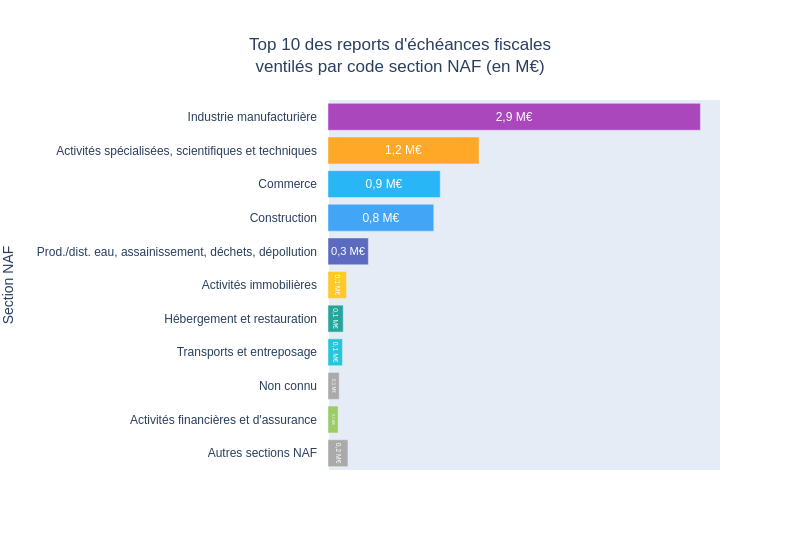 Top 10 des reports d'échéances fiscales
ventilés par code section NAF (en M€)
Section NAF
Industrie manufacturière 2,9 M€
Activités spécialisées, scientifiques et techniques 1,2 M€
Commerce 0,9 M€
Construction 0,8 M€
Prod./dist. eau, assainissement, déchets, dépollution 0,3 M€
Activités immobilières 0,1 M€
Hébergement et restauration 0,1 M€
Transports et entreposage 0,1 M€
Non connu
Activités financières et d'assurance
Autres sections NAF 0,2 M€